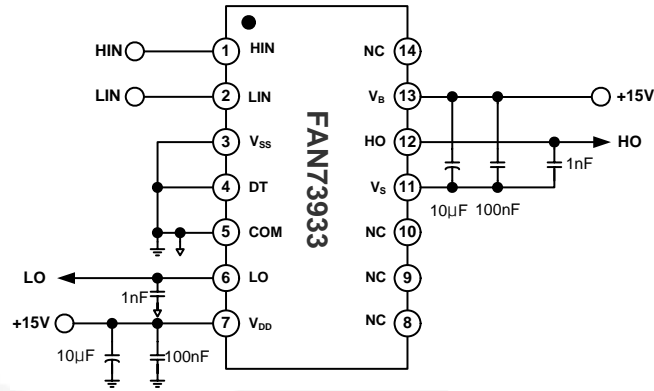 HIN
1
HIN
LIN
2
LIN
3
VSS
4
DT
5
COM
LO
6
LO
1nF
+15V
7
VDD
10μF
100nF
FAN73933
NC
14
VB
13
+15V
HO
12
HO
1nF
VS
11
10μF
100nF
NC
10
NC
9
NC
8